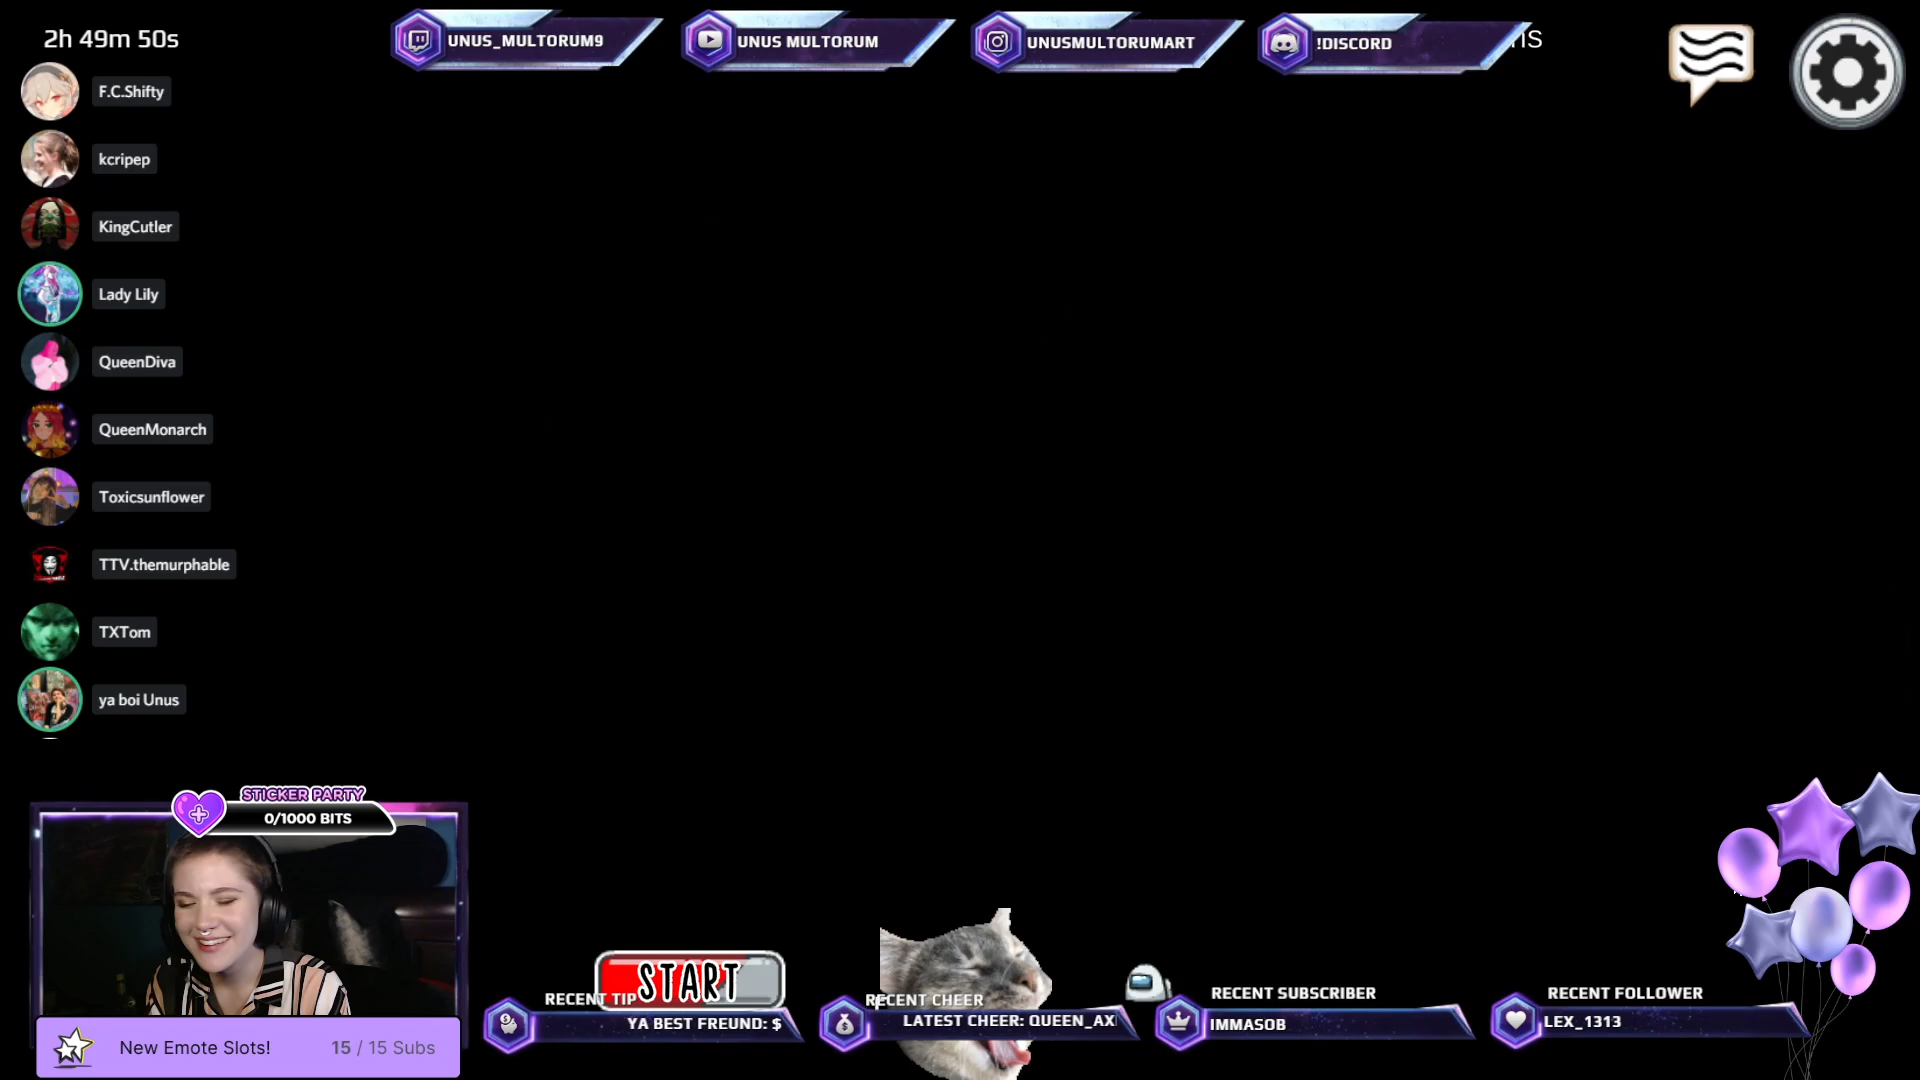 2h 49m 50s
UNUS_MULTORUM9
UNUS MULTORUM
UNUSMULTORUMART
!DISCORD
F.C.Shifty
kcripep
KingCutler
Lady Lily
QueenDiva
QueenMonarch
Toxicsunflower
TTV.themurphable
TXTom
ya boi Unus
STICKER PARTY
0/1000 BITS
New Emote Slots!
15 / 15 Subs
START
RECENT TIP
YA BEST FREUND: $
RECENT CHEER
LATEST CHEER: QUEEN_AX
RECENT SUBSCRIBER
IMMASOB
RECENT FOLLOWER
LEX_1313